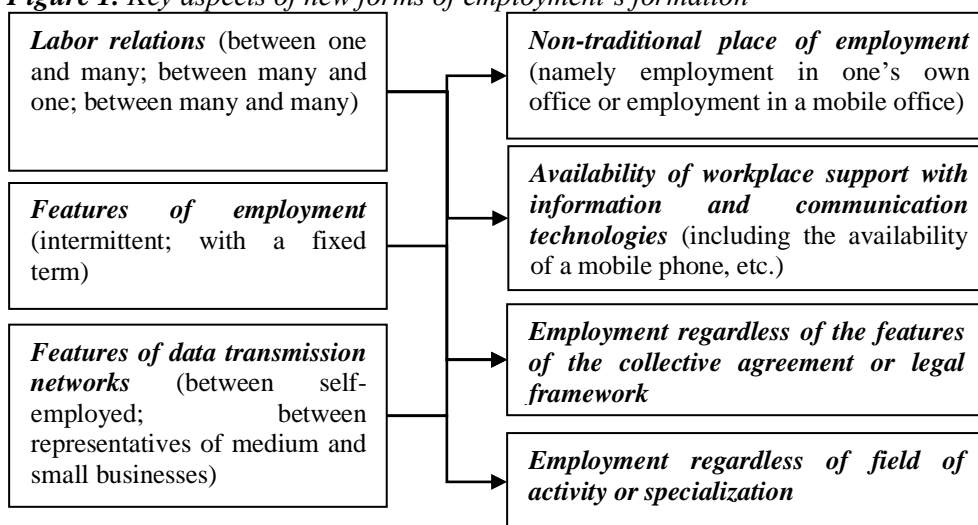 Figure 1. Key aspects of new forms of employment's formation
Labor relations (between one
and many; between many and
one; between many and many)
Features of employment
(intermittent; with a fixed
term)
Features of data transmission
networks (between self-
employed; between
representatives of medium and
small businesses)
Non-traditional place of employment
(namely employment in one's own
office or employment in a mobile office)
Availability of workplace support with
information and communication
technologies (including the availability
of a mobile phone, etc.)
Employment regardless of the features
of the collective agreement or legal
framework
Employment regardless of field of
activity or specialization